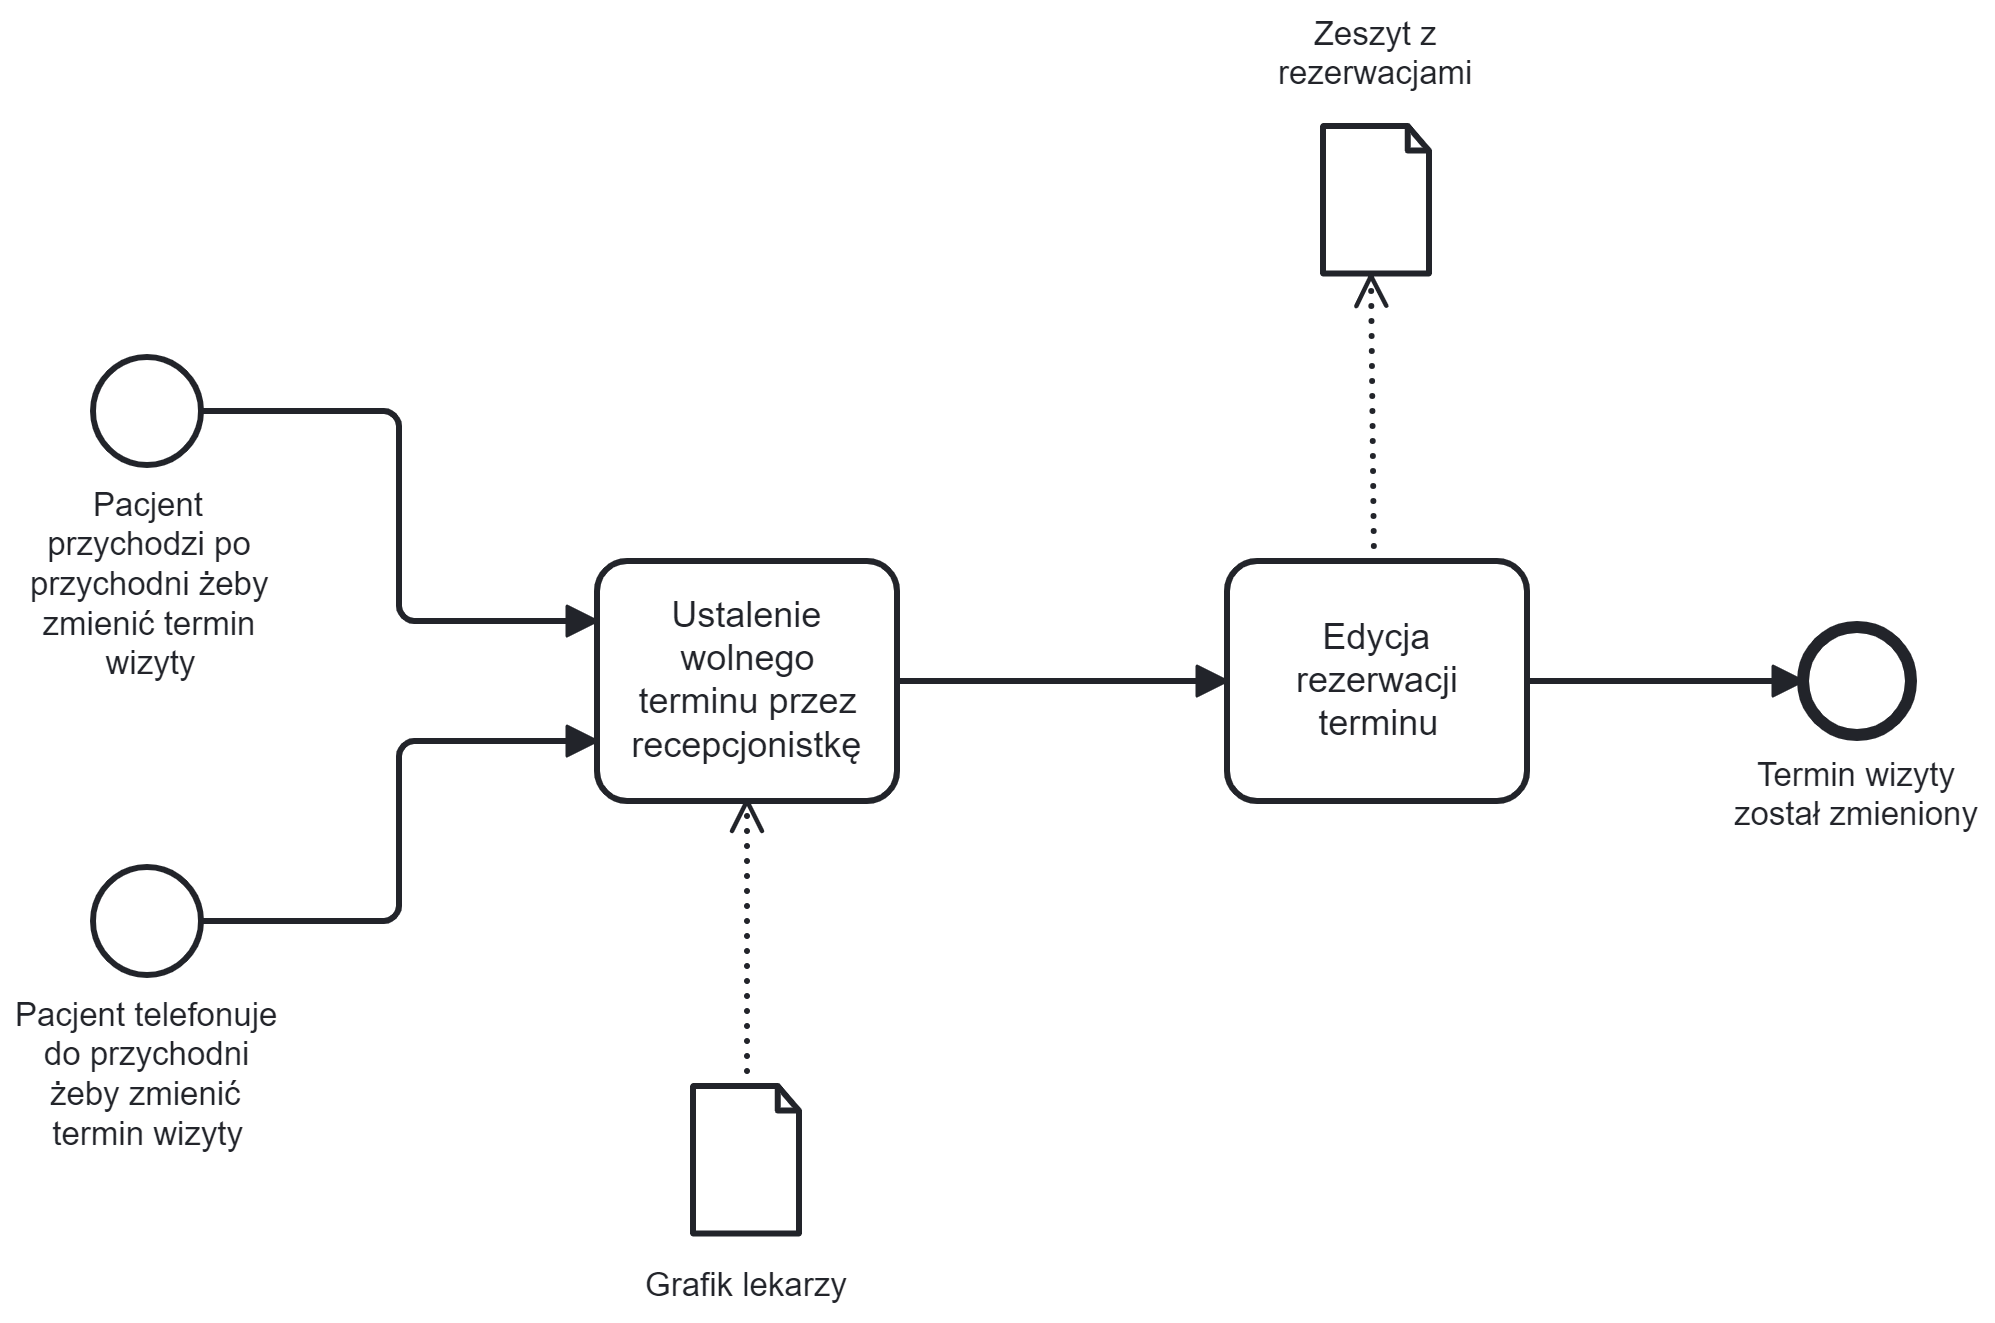 Zeszyt z
rezerwacjami
Pacjent
przychodzi po
przychodni żeby
zmienić termin
wizyty
Ustalenie
wolnego
terminu przez
recepcjonistkę
Edycja
rezerwacji
terminu
Termin wizyty
został zmieniony
Pacjent telefonuje
do przychodni
żeby zmienić
termin wizyty
Grafik lekarzy